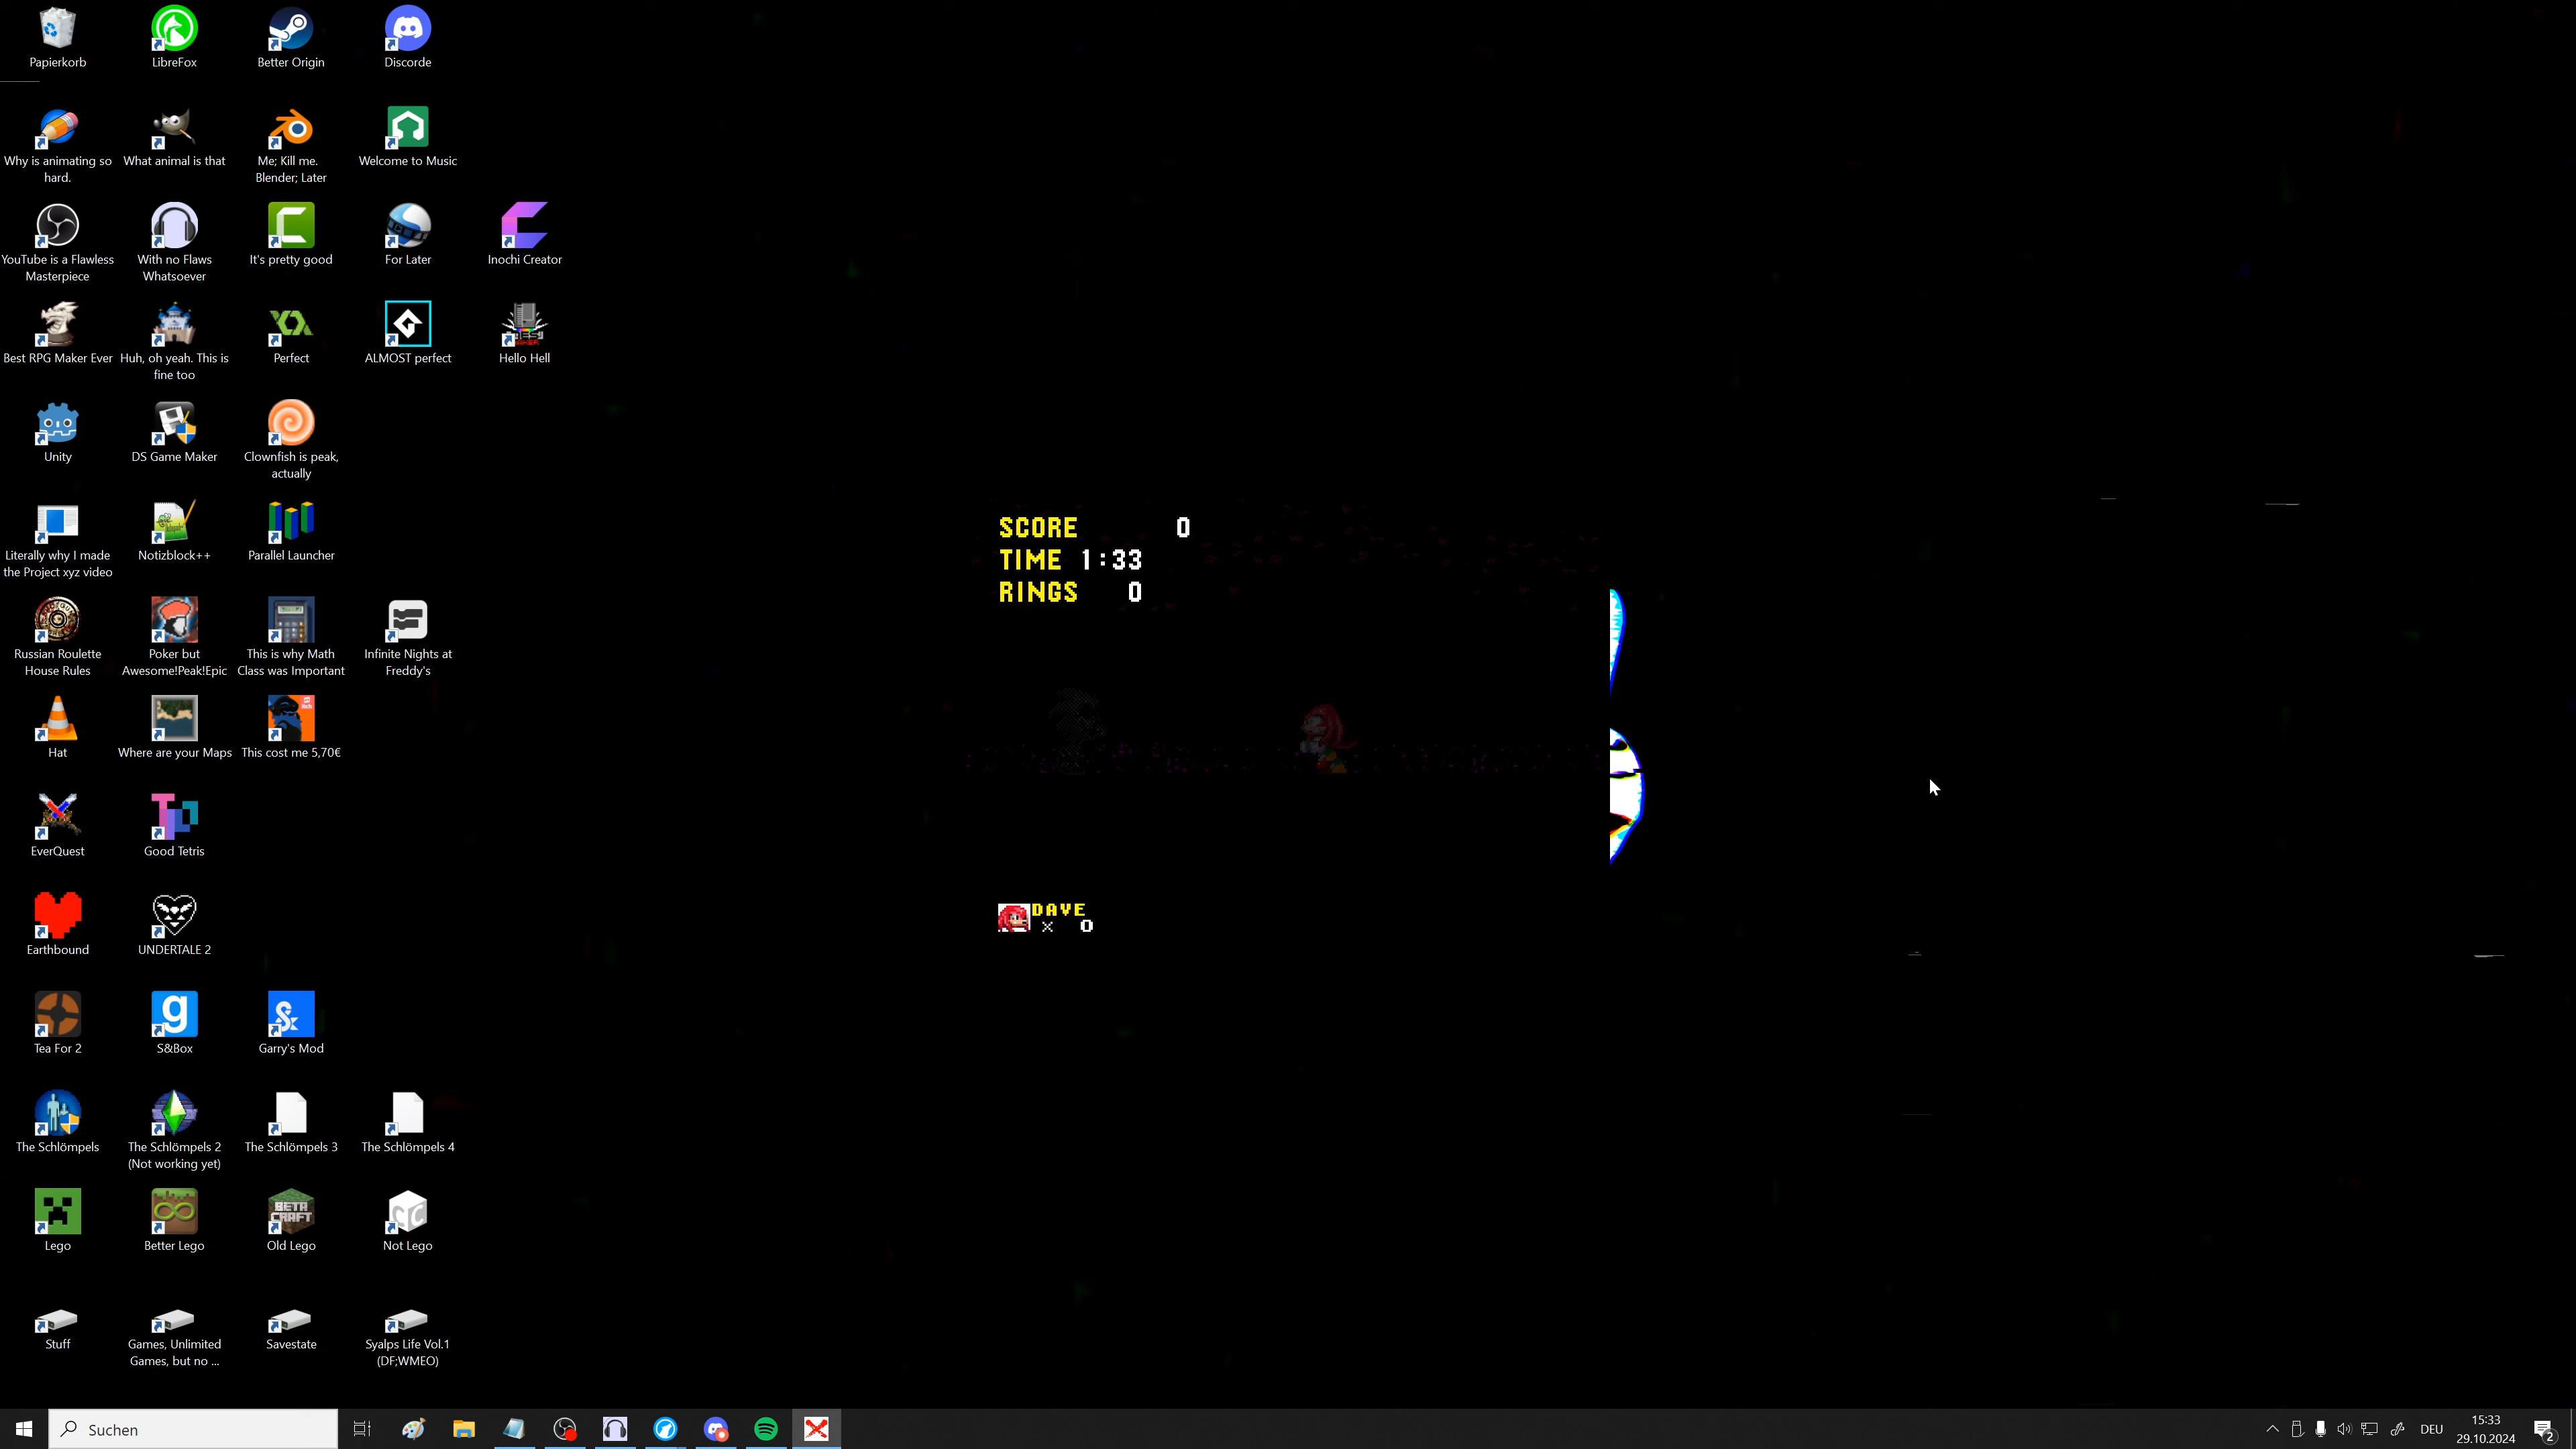 Papierkorb
LibreFox
Better Origin
Discorde
Why is animating so
hard.
What animal is that
Me; Kill me.
Blender; Later
Welcome to Music
YouTube is a Flawless
Masterpiece
With no Flaws
Whatsoever
It's pretty good
For Later
Inochi Creator
Best RPG Maker Ever
Huh, oh yeah. This is
fine too
Perfect
ALMOST perfect
Hello Hell
Unity
DS Game Maker
Clownfish is peak,
actually
Literally why I made
the Project xyz video
Notizblock++
Parallel Launcher
SCORE 0
TIME 1:33
RINGS 0
Russian Roulette
House Rules
Poker but
Awesome!Peak!Epic
This is why Math
Class was Important
Infinite Nights at
Freddy's
Hat
Where are your Maps
This cost me 5,70€
EverQuest
Good Tetris
DAVE
x 0
Earthbound
UNDERTALE 2
Tea For 2
S&Box
Garry's Mod
The Schlömpels
The Schlömpels 2
(Not working yet)
The Schlömpels 3
The Schlömpels 4
BETA
CRAFT
CC
Lego
Better Lego
Old Lego
Not Lego
Stuff
Games, Unlimited
Games, but no ...
Savestate
Syalps Life Vol.1
(DF;WMEO)
Suchen
DEU
15:33
29.10.2024
2